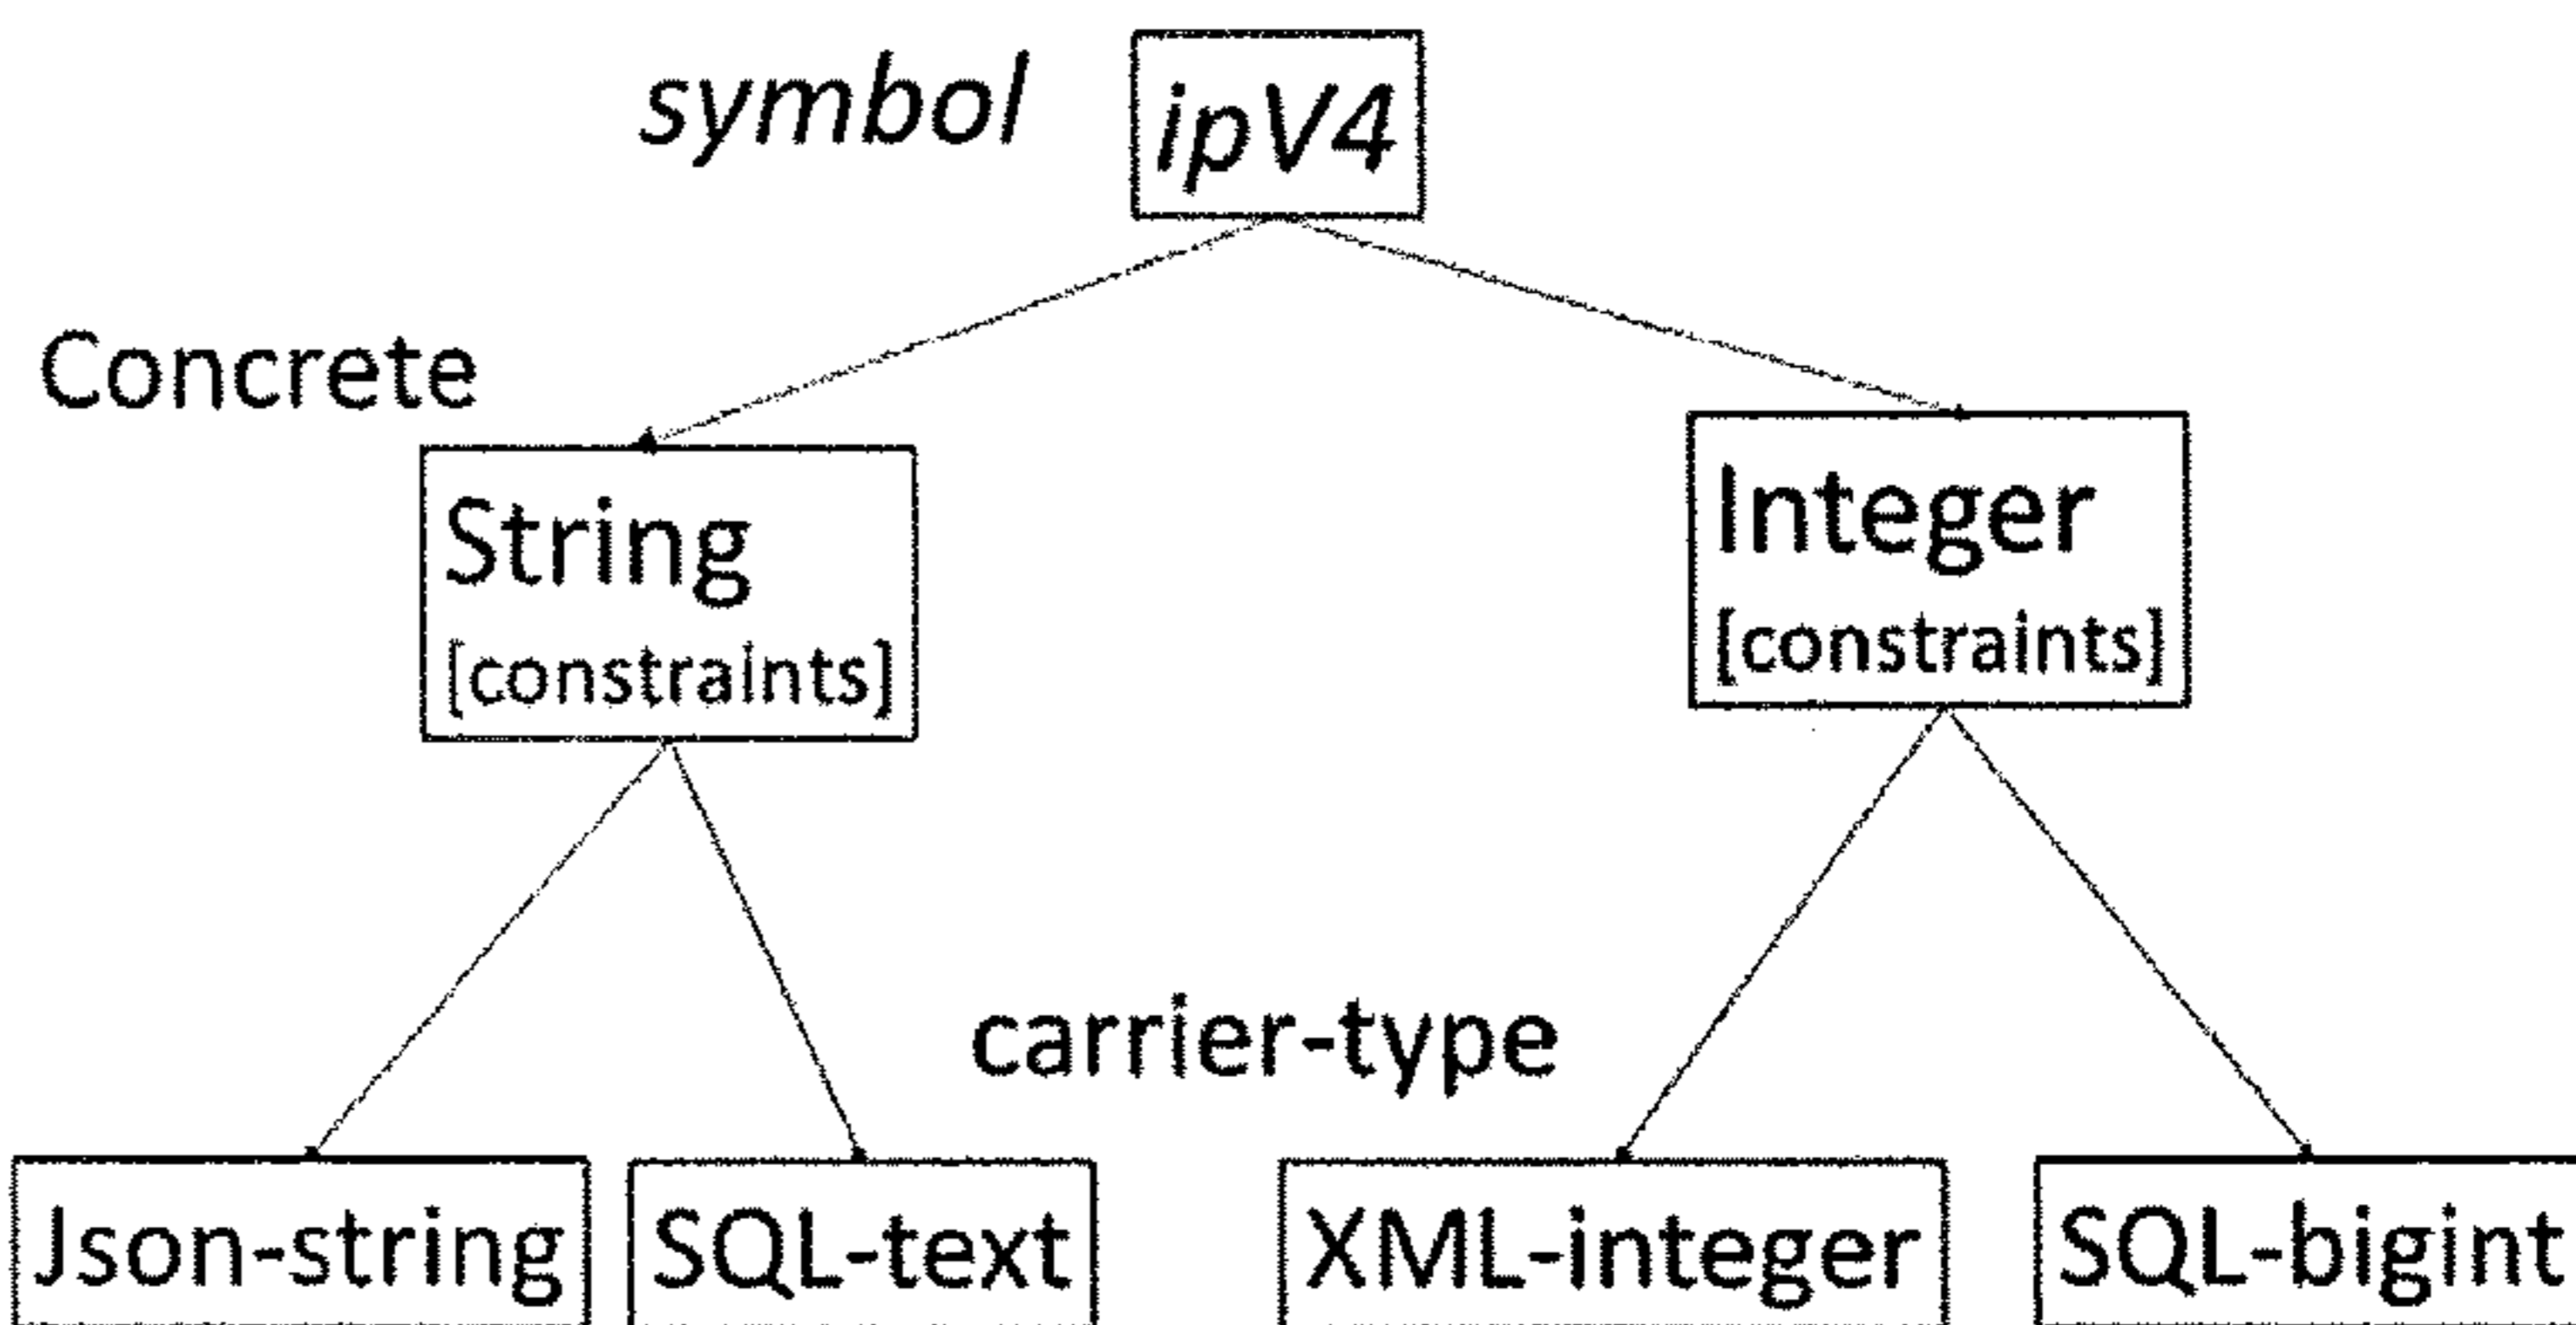 symbol
ipV4
Concrete
String
[constraints]
Integer
[constraints]
carrier-type
Json-string
SQL-text
XML-integer
SQL-bigint